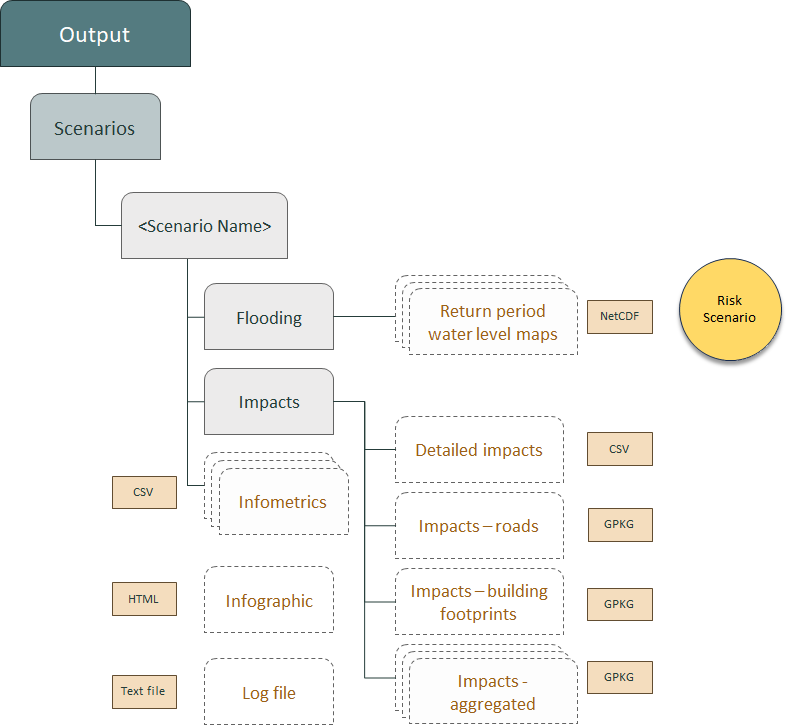 Output
Scenarios
<Scenario Name>
Flooding
Return period
water level maps
NetCDF
Risk
Scenario
Impacts
Detailed impacts
CSV
CSV
Infometrics
Impacts – roads
GPKG
HTML
Infographic
Impacts – building
footprints
GPKG
Text file
Log file
Impacts -
aggregated
GPKG